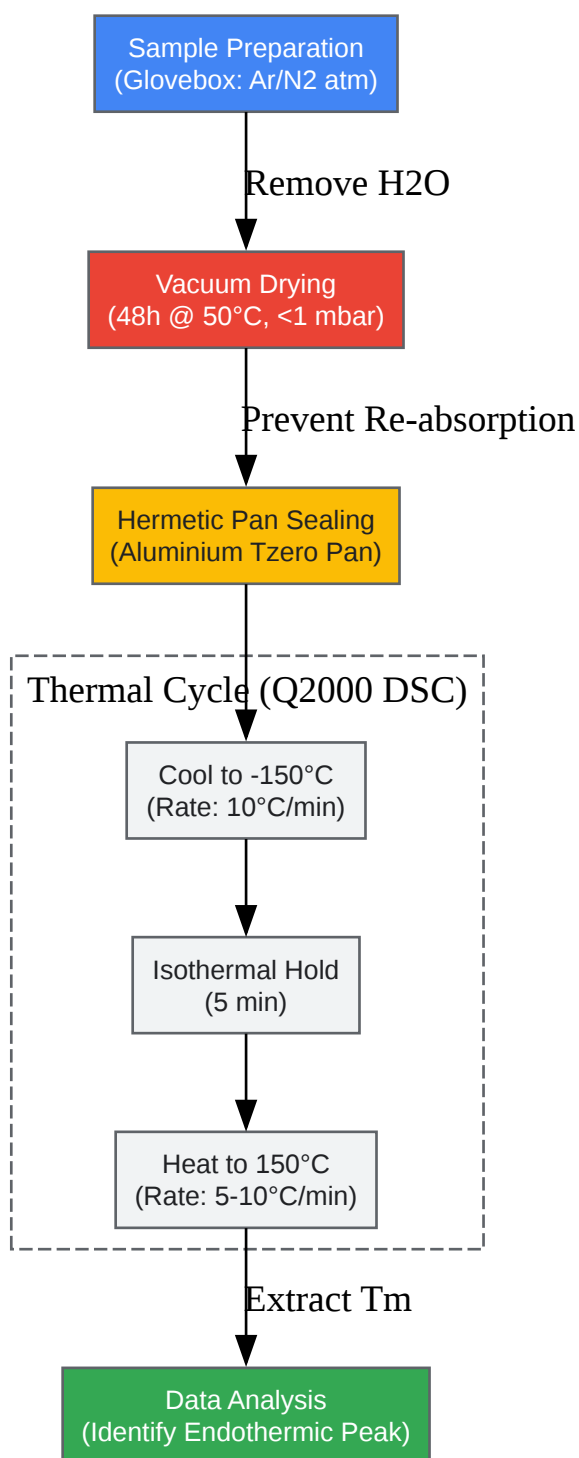 Sample Preparation
(Glovebox: Ar/N2 atm)
Remove H2O
Vacuum Drying
(48h @ 50°C, <1 mbar)
Prevent Re-absorption
Hermetic Pan Sealing
(Aluminium Tzero Pan)
Thermal Cycle (Q2000 DSC)
Cool to -150°C
(Rate: 10°C/min)
Isothermal Hold
(5 min)
Heat to 150°C
(Rate: 5-10°C/min)
Extract Tm
Data Analysis
(Identify Endothermic Peak)